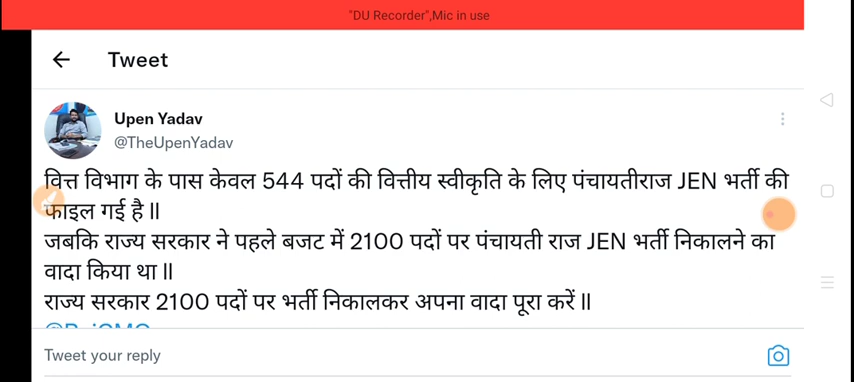 "DU Recorder",Mic in use
Tweet
Upen Yadav
@TheUpenYadav
वित्त विभाग के पास केवल 544 पदों की वित्तीय स्वीकृति के लिए पंचायतीराज JEN भर्ती की
फाइल गई है ||
जबकि राज्य सरकार ने पहले बजट में 2100 पदों पर पंचायती राज JEN भर्ती निकालने का
वादा किया था ||
राज्य सरकार 2100 पदों पर भर्ती निकालकर अपना वादा पूरा करें ||
Tweet your reply